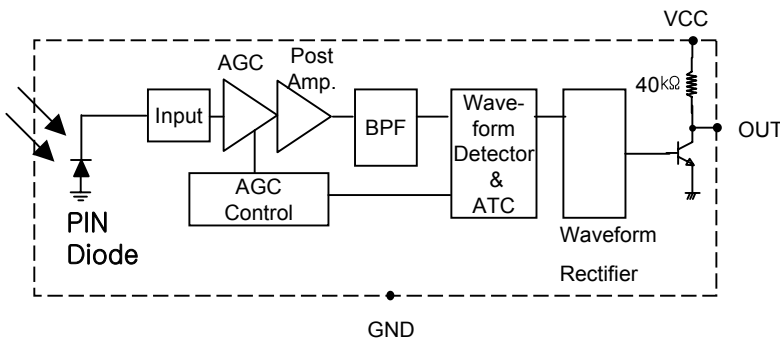 VCC
AGC
Post
Amp.
40kΩ
Input
BPF
Wave-
form
Detector
&
ATC
OUT
AGC
Control
PIN
Diode
Waveform
Rectifier
GND